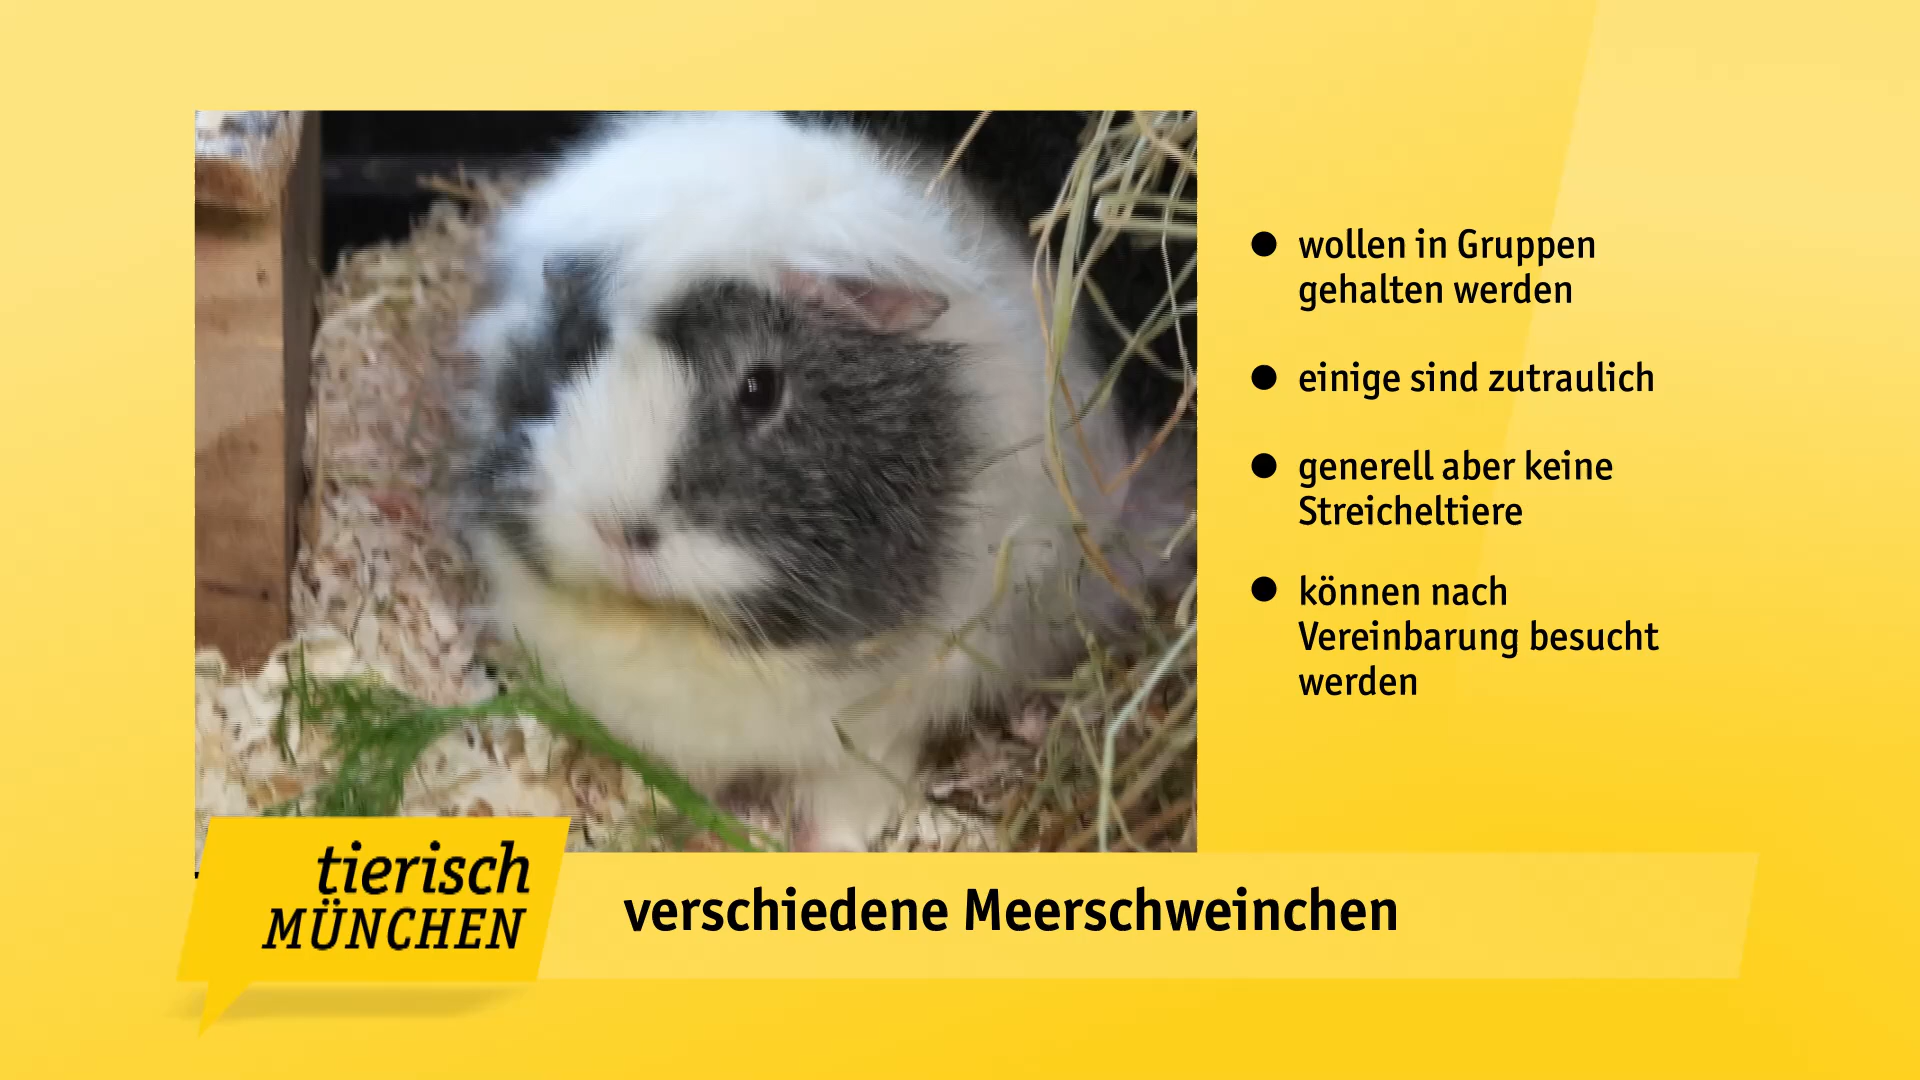 wollen in Gruppen
gehalten werden
einige sind zutraulich
generell aber keine
Streicheltiere
können nach
Vereinbarung besucht
werden
tierisch
MÜNCHEN
verschiedene Meerschweinchen